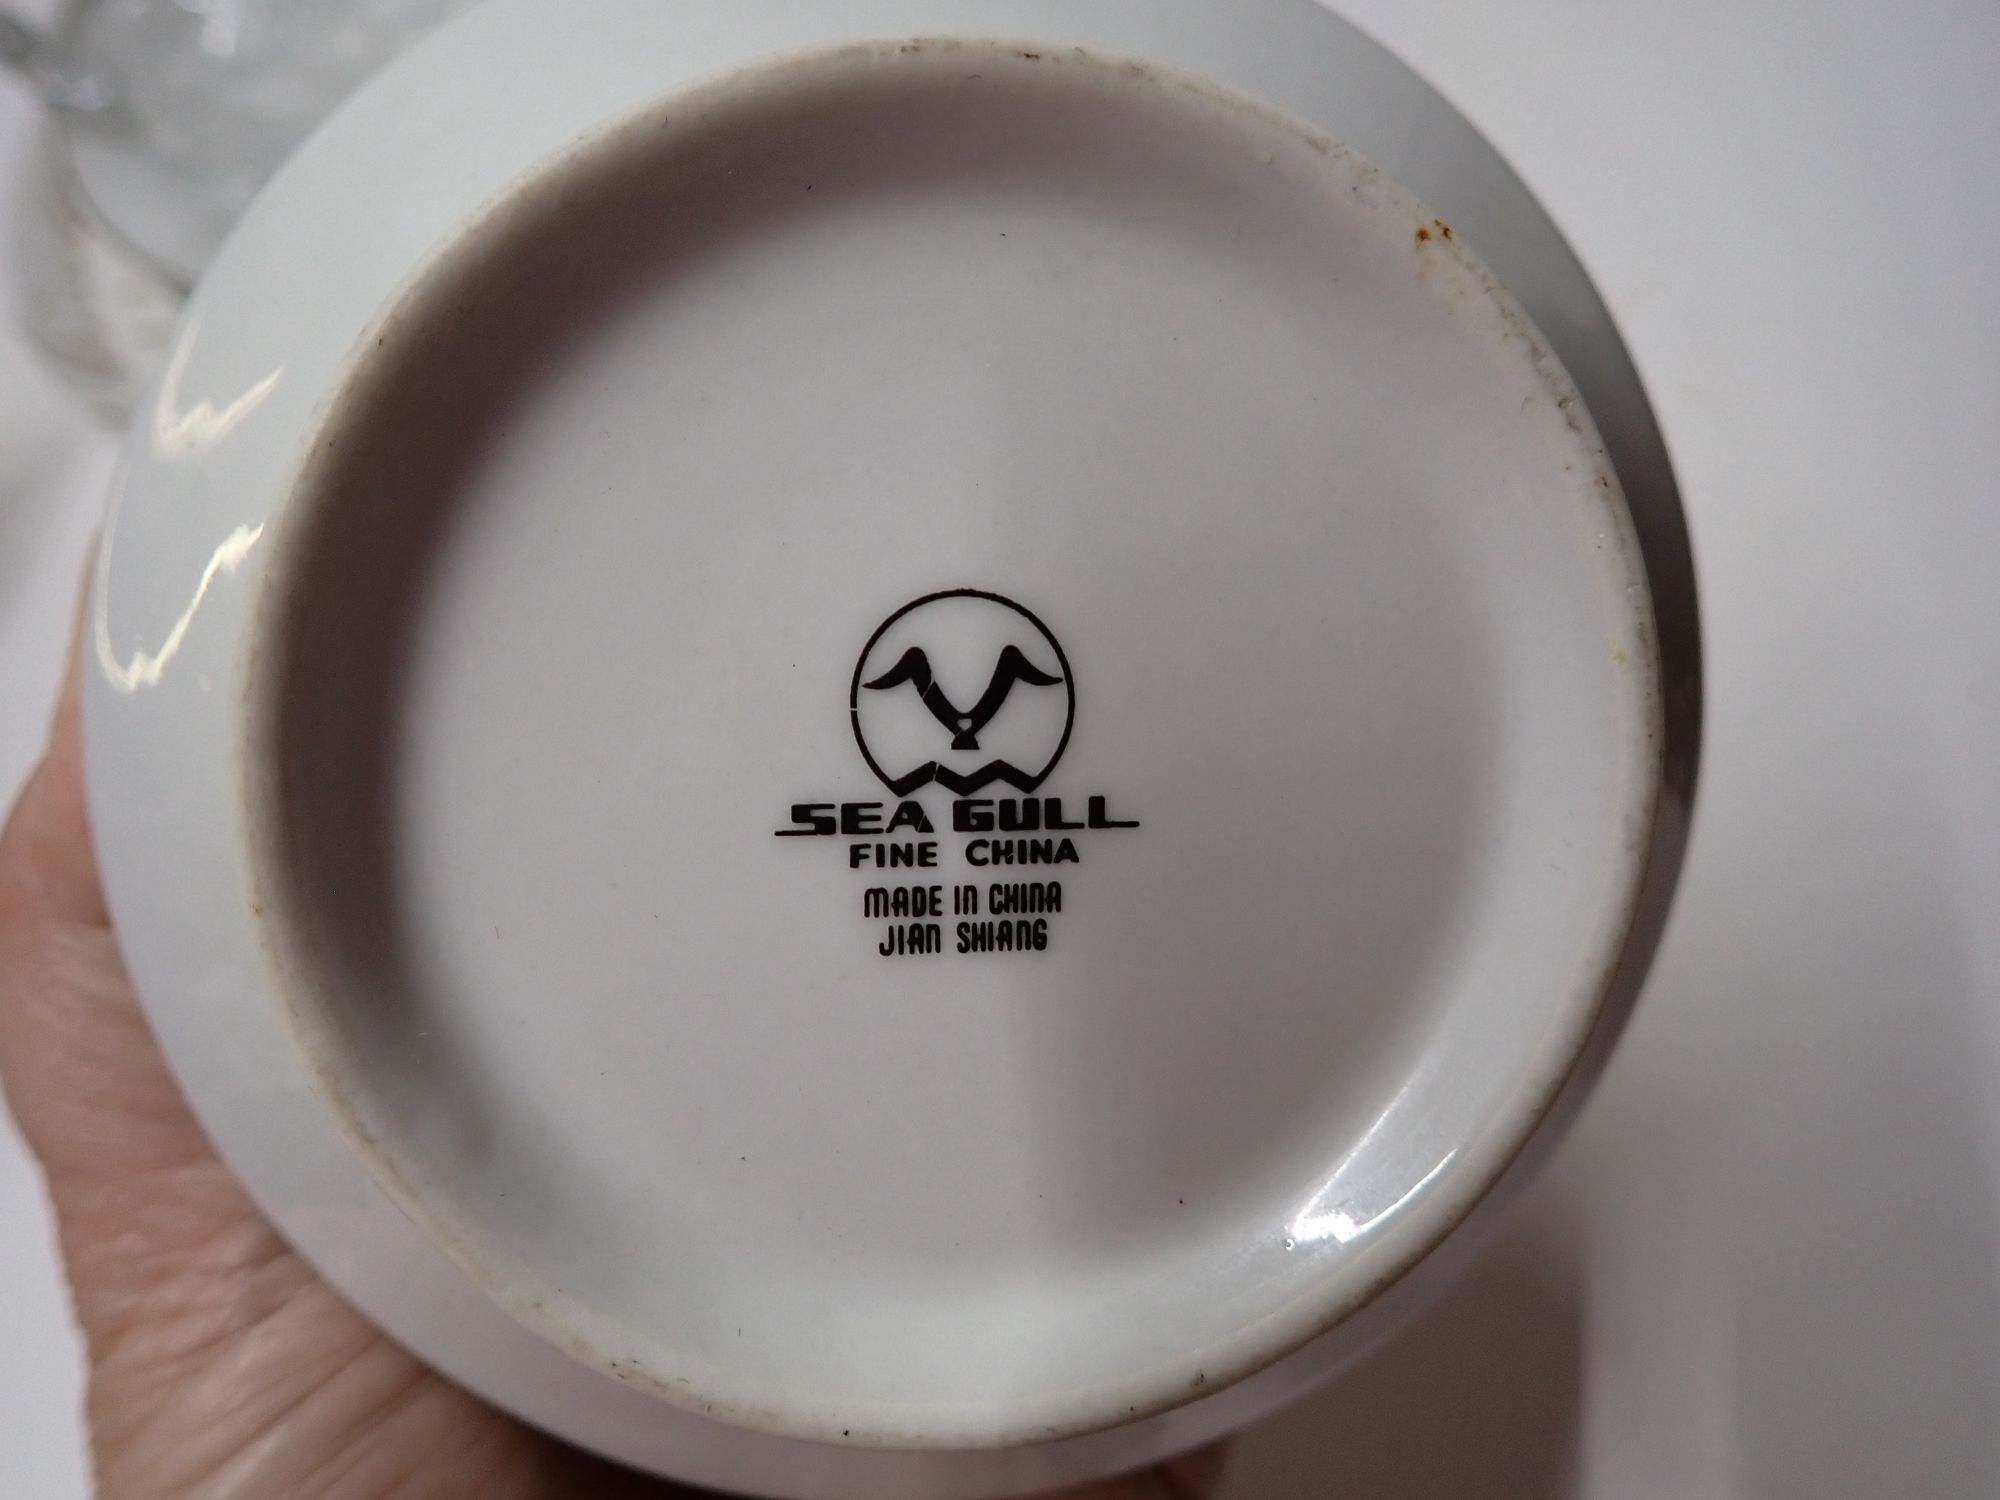 SEA GULL
FINE CHINA
MADE IN CHINA
JIAN SHIANG